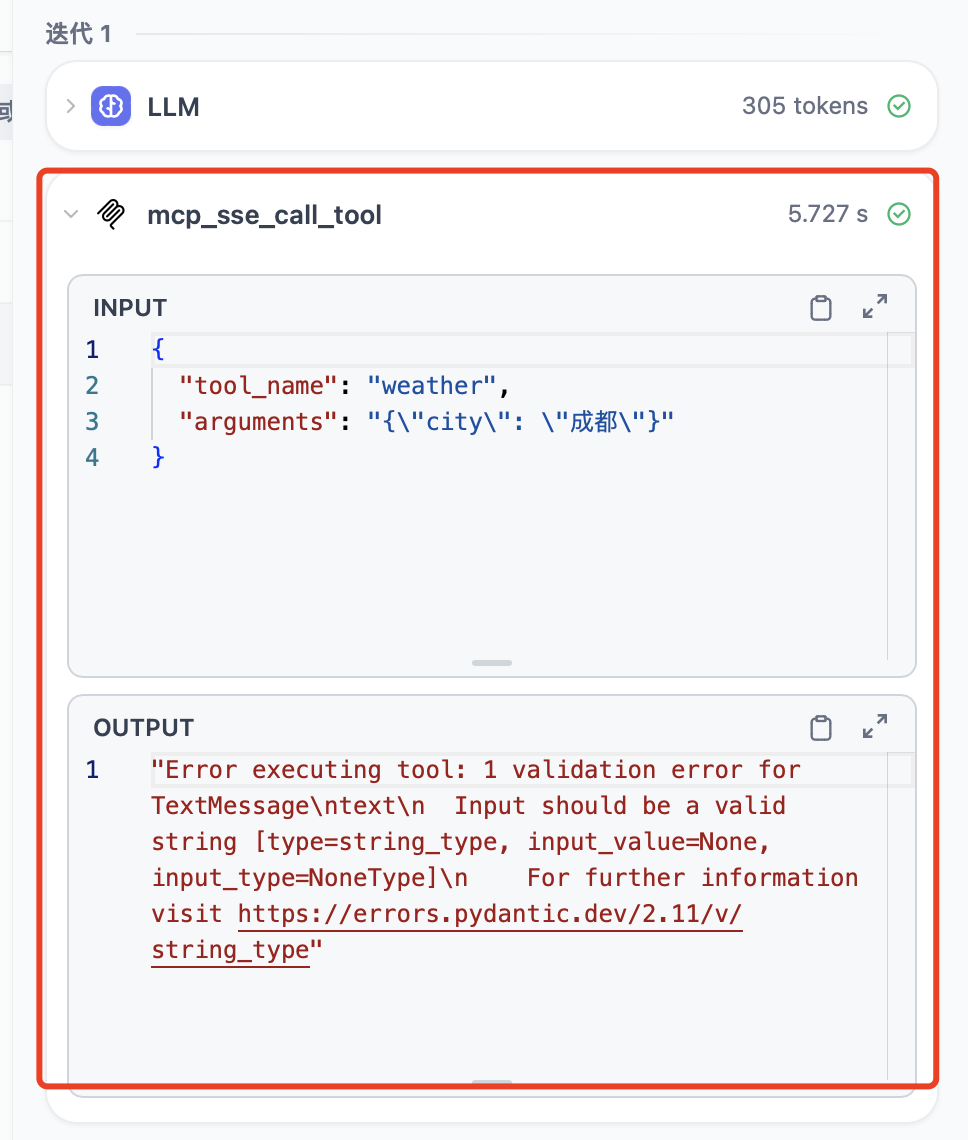 迭代 1
LLM
305 tokens
mcp_sse_call_tool
5.727 s
INPUT
1 {
2 "tool_name": "weather",
3 "arguments": "{\"city\": \"成都\"}"
4 }
OUTPUT
1 "Error executing tool: 1 validation error for
TextMessage\ntext\n  Input should be a valid
string [type=string_type, input_value=None,
input_type=NoneType]\n    For further information
visit https://errors.pydantic.dev/2.11/v/
string_type"